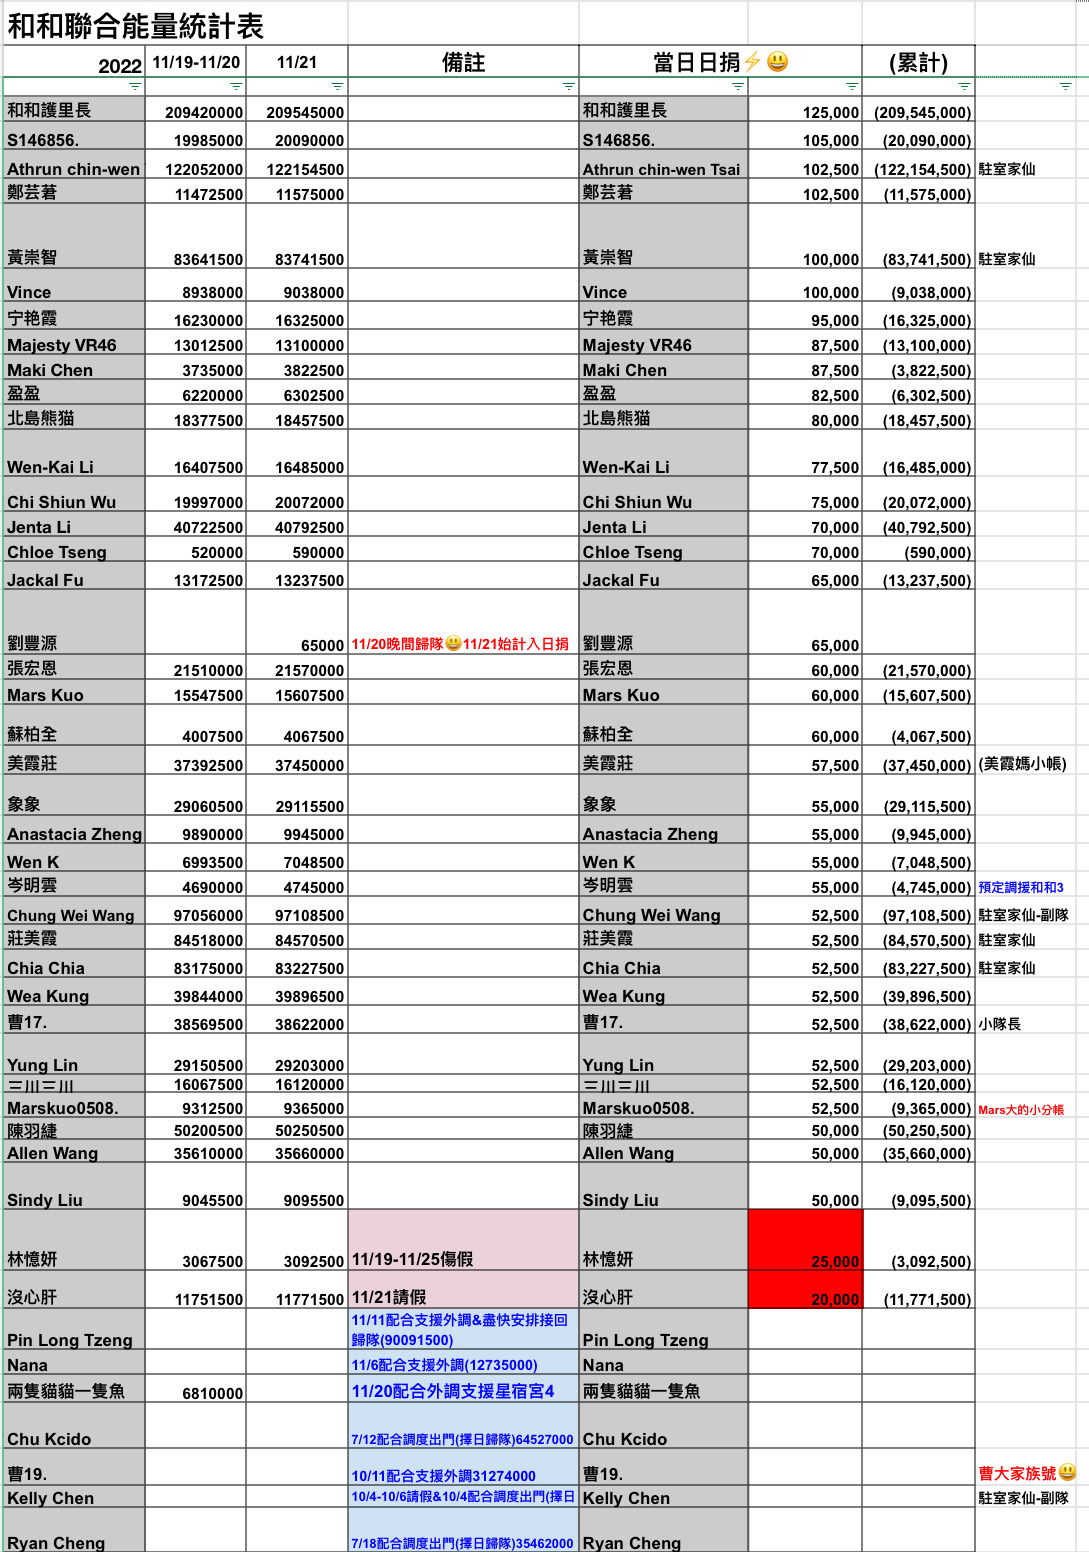 和和聯合能量統計表
2022 11/19-11/20 11/21 備註 當日日捐⚡😃 (累計)
和和護里長 209420000 209545000 和和護里長 125,000 (209,545,000)
S146856. 19985000 20090000 S146856. 105,000 (20,090,000)
Athrun chin-wen 122052000 122154500 Athrun chin-wen Tsai 102,500 (122,154,500) 駐室家仙
鄭芸著 11472500 11575000 鄭芸著 102,500 (11,575,000)
黃崇智 83641500 83741500 黃崇智 100,000 (83,741,500) 駐室家仙
Vince 8938000 9038000 Vince 100,000 (9,038,000)
宁艳霞 16230000 16325000 宁艳霞 95,000 (16,325,000)
Majesty VR46 13012500 13100000 Majesty VR46 87,500 (13,100,000)
Maki Chen 3735000 3822500 Maki Chen 87,500 (3,822,500)
盈盈 6220000 6302500 盈盈 82,500 (6,302,500)
北島熊猫 18377500 18457500 北島熊猫 80,000 (18,457,500)
Wen-Kai Li 16407500 16485000 Wen-Kai Li 77,500 (16,485,000)
Chi Shiun Wu 19997000 20072000 Chi Shiun Wu 75,000 (20,072,000)
Jenta Li 40722500 40792500 Jenta Li 70,000 (40,792,500)
Chloe Tseng 520000 590000 Chloe Tseng 70,000 (590,000)
Jackal Fu 13172500 13237500 Jackal Fu 65,000 (13,237,500)
劉豐源 65000 11/20晚間歸隊😃11/21始計入日捐 劉豐源 65,000
張宏恩 21510000 21570000 張宏恩 60,000 (21,570,000)
Mars Kuo 15547500 15607500 Mars Kuo 60,000 (15,607,500)
蘇柏全 4007500 4067500 蘇柏全 60,000 (4,067,500)
美霞莊 37392500 37450000 美霞莊 57,500 (37,450,000) (美霞媽小帳)
象象 29060500 29115500 象象 55,000 (29,115,500)
Anastacia Zheng 9890000 9945000 Anastacia Zheng 55,000 (9,945,000)
Wen K 6993500 7048500 Wen K 55,000 (7,048,500)
岑明雲 4690000 4745000 岑明雲 55,000 (4,745,000) 預定調援和和3
Chung Wei Wang 97056000 97108500 Chung Wei Wang 52,500 (97,108,500) 駐室家仙-副隊
莊美霞 84518000 84570500 莊美霞 52,500 (84,570,500) 駐室家仙
Chia Chia 83175000 83227500 Chia Chia 52,500 (83,227,500) 駐室家仙
Wea Kung 39844000 39896500 Wea Kung 52,500 (39,896,500)
曹17. 38569500 38622000 曹17. 52,500 (38,622,000) 小隊長
Yung Lin 29150500 29203000 Yung Lin 52,500 (29,203,000)
三川三川 16067500 16120000 三川三川 52,500 (16,120,000)
Marskuo0508. 9312500 9365000 Marskuo0508. 52,500 (9,365,000) Mars大的小分帳
陳羽緁 50200500 50250500 陳羽緁 50,000 (50,250,500)
Allen Wang 35610000 35660000 Allen Wang 50,000 (35,660,000)
Sindy Liu 9045500 9095500 Sindy Liu 50,000 (9,095,500)
林憶妍 3067500 3092500 11/19-11/25傷假 林憶妍 25,000 (3,092,500)
沒心肝 11751500 11771500 11/21請假 沒心肝 20,000 (11,771,500)
11/11配合支援外調&盡快安排接回
Pin Long Tzeng 歸隊(90091500) Pin Long Tzeng
Nana 11/6配合支援外調(12735000) Nana
兩隻貓貓一隻魚 6810000 11/20配合外調支援星宿宮4 兩隻貓貓一隻魚
Chu Kcido 7/12配合調度出門(擇日歸隊)64527000 Chu Kcido
曹19. 10/11配合支援外調31274000 曹19. 曹大家族號😃
Kelly Chen 10/4-10/6請假&10/4配合調度出門(擇日 Kelly Chen 駐室家仙-副隊
Ryan Cheng 7/18配合調度出門(擇日歸隊)35462000 Ryan Cheng